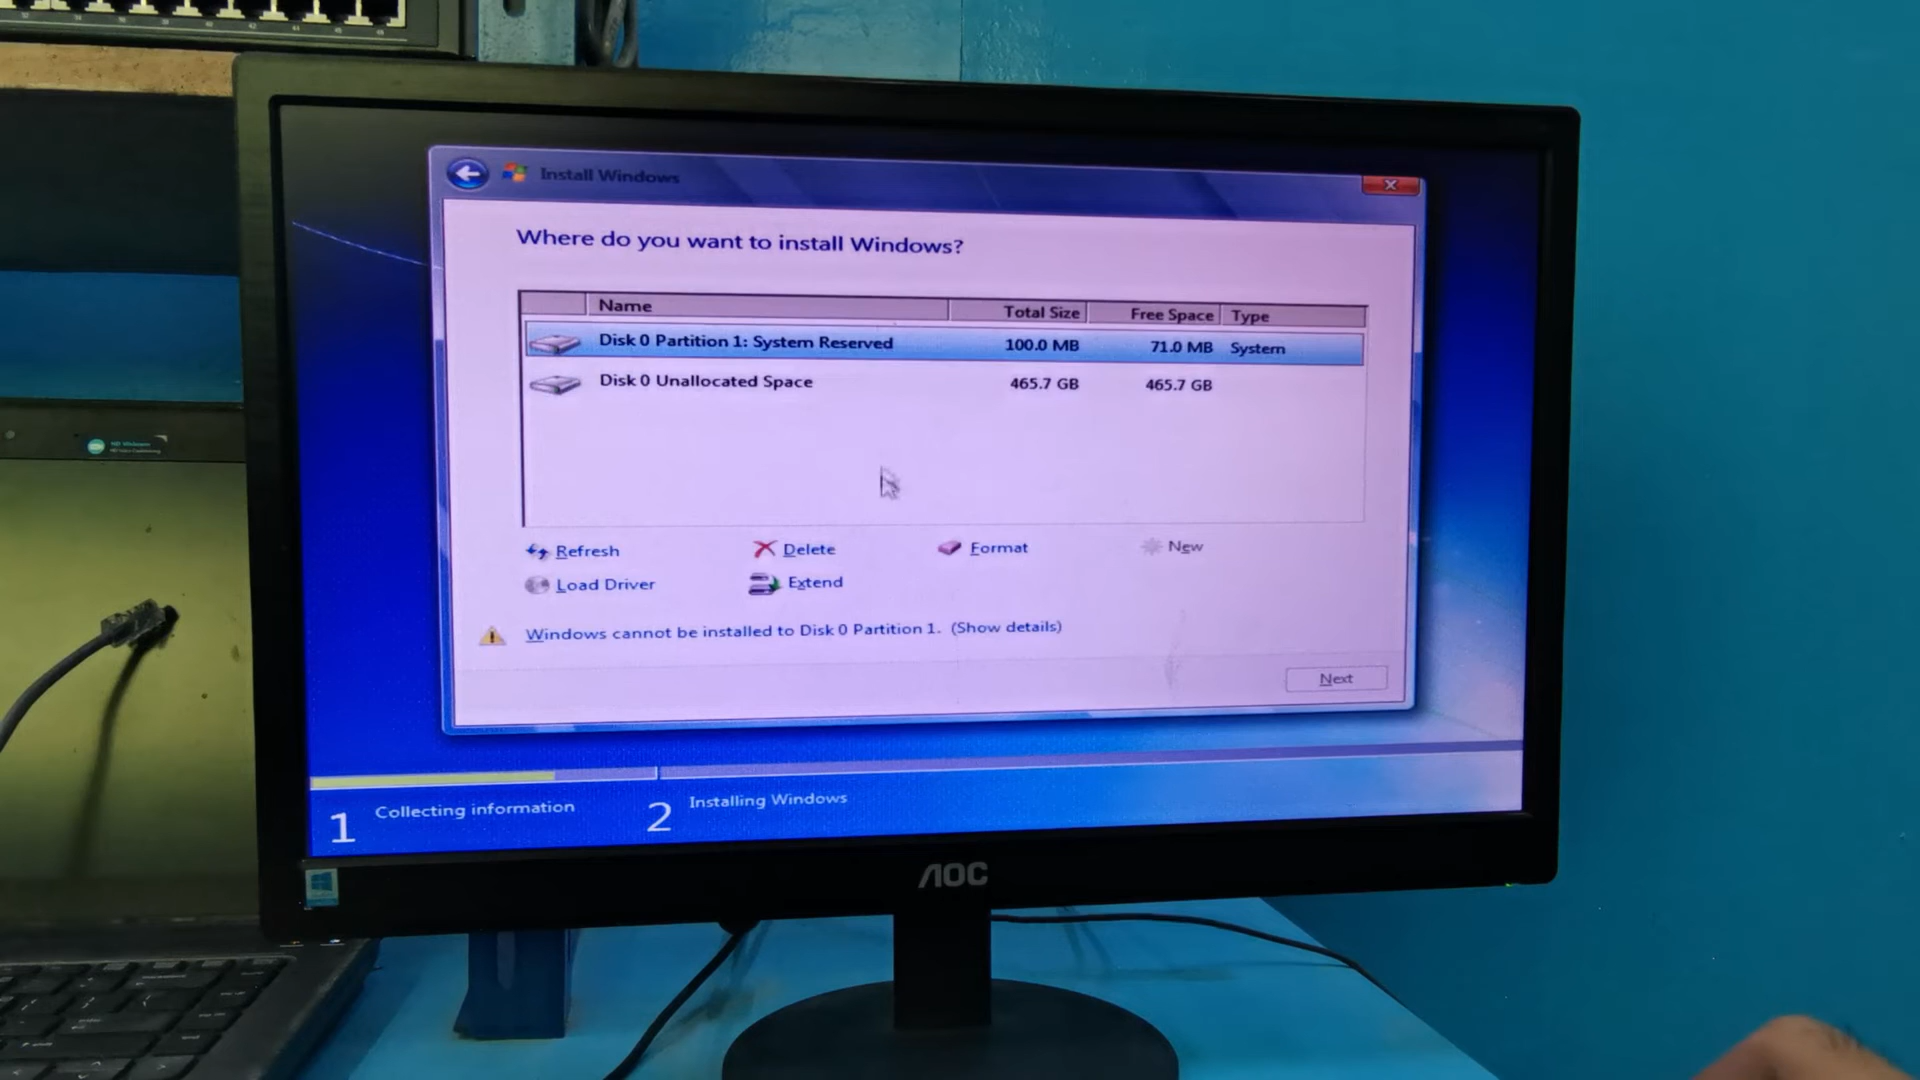 Install Windows
Where do you want to install Windows?
Name Total Size Free Space Type
Disk 0 Partition 1: System Reserved 100.0 MB 71.0 MB System
Disk 0 Unallocated Space 465.7 GB 465.7 GB
Refresh Delete Format New
Load Driver Extend
Windows cannot be installed to Disk 0 Partition 1. (Show details)
Next
1 Collecting information 2 Installing Windows
AOC